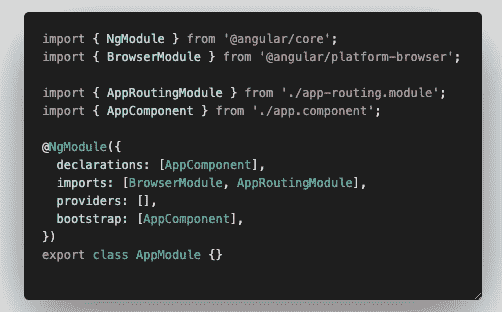 import { NgModule } from '@angular/core';
import { BrowserModule } from '@angular/platform-browser';
import { AppRoutingModule } from './app-routing.module';
import { AppComponent } from './app.component';
@NgModule({
declarations: [AppComponent],
imports: [BrowserModule, AppRoutingModule],
providers: [],
bootstrap: [AppComponent],
})
export class AppModule {}